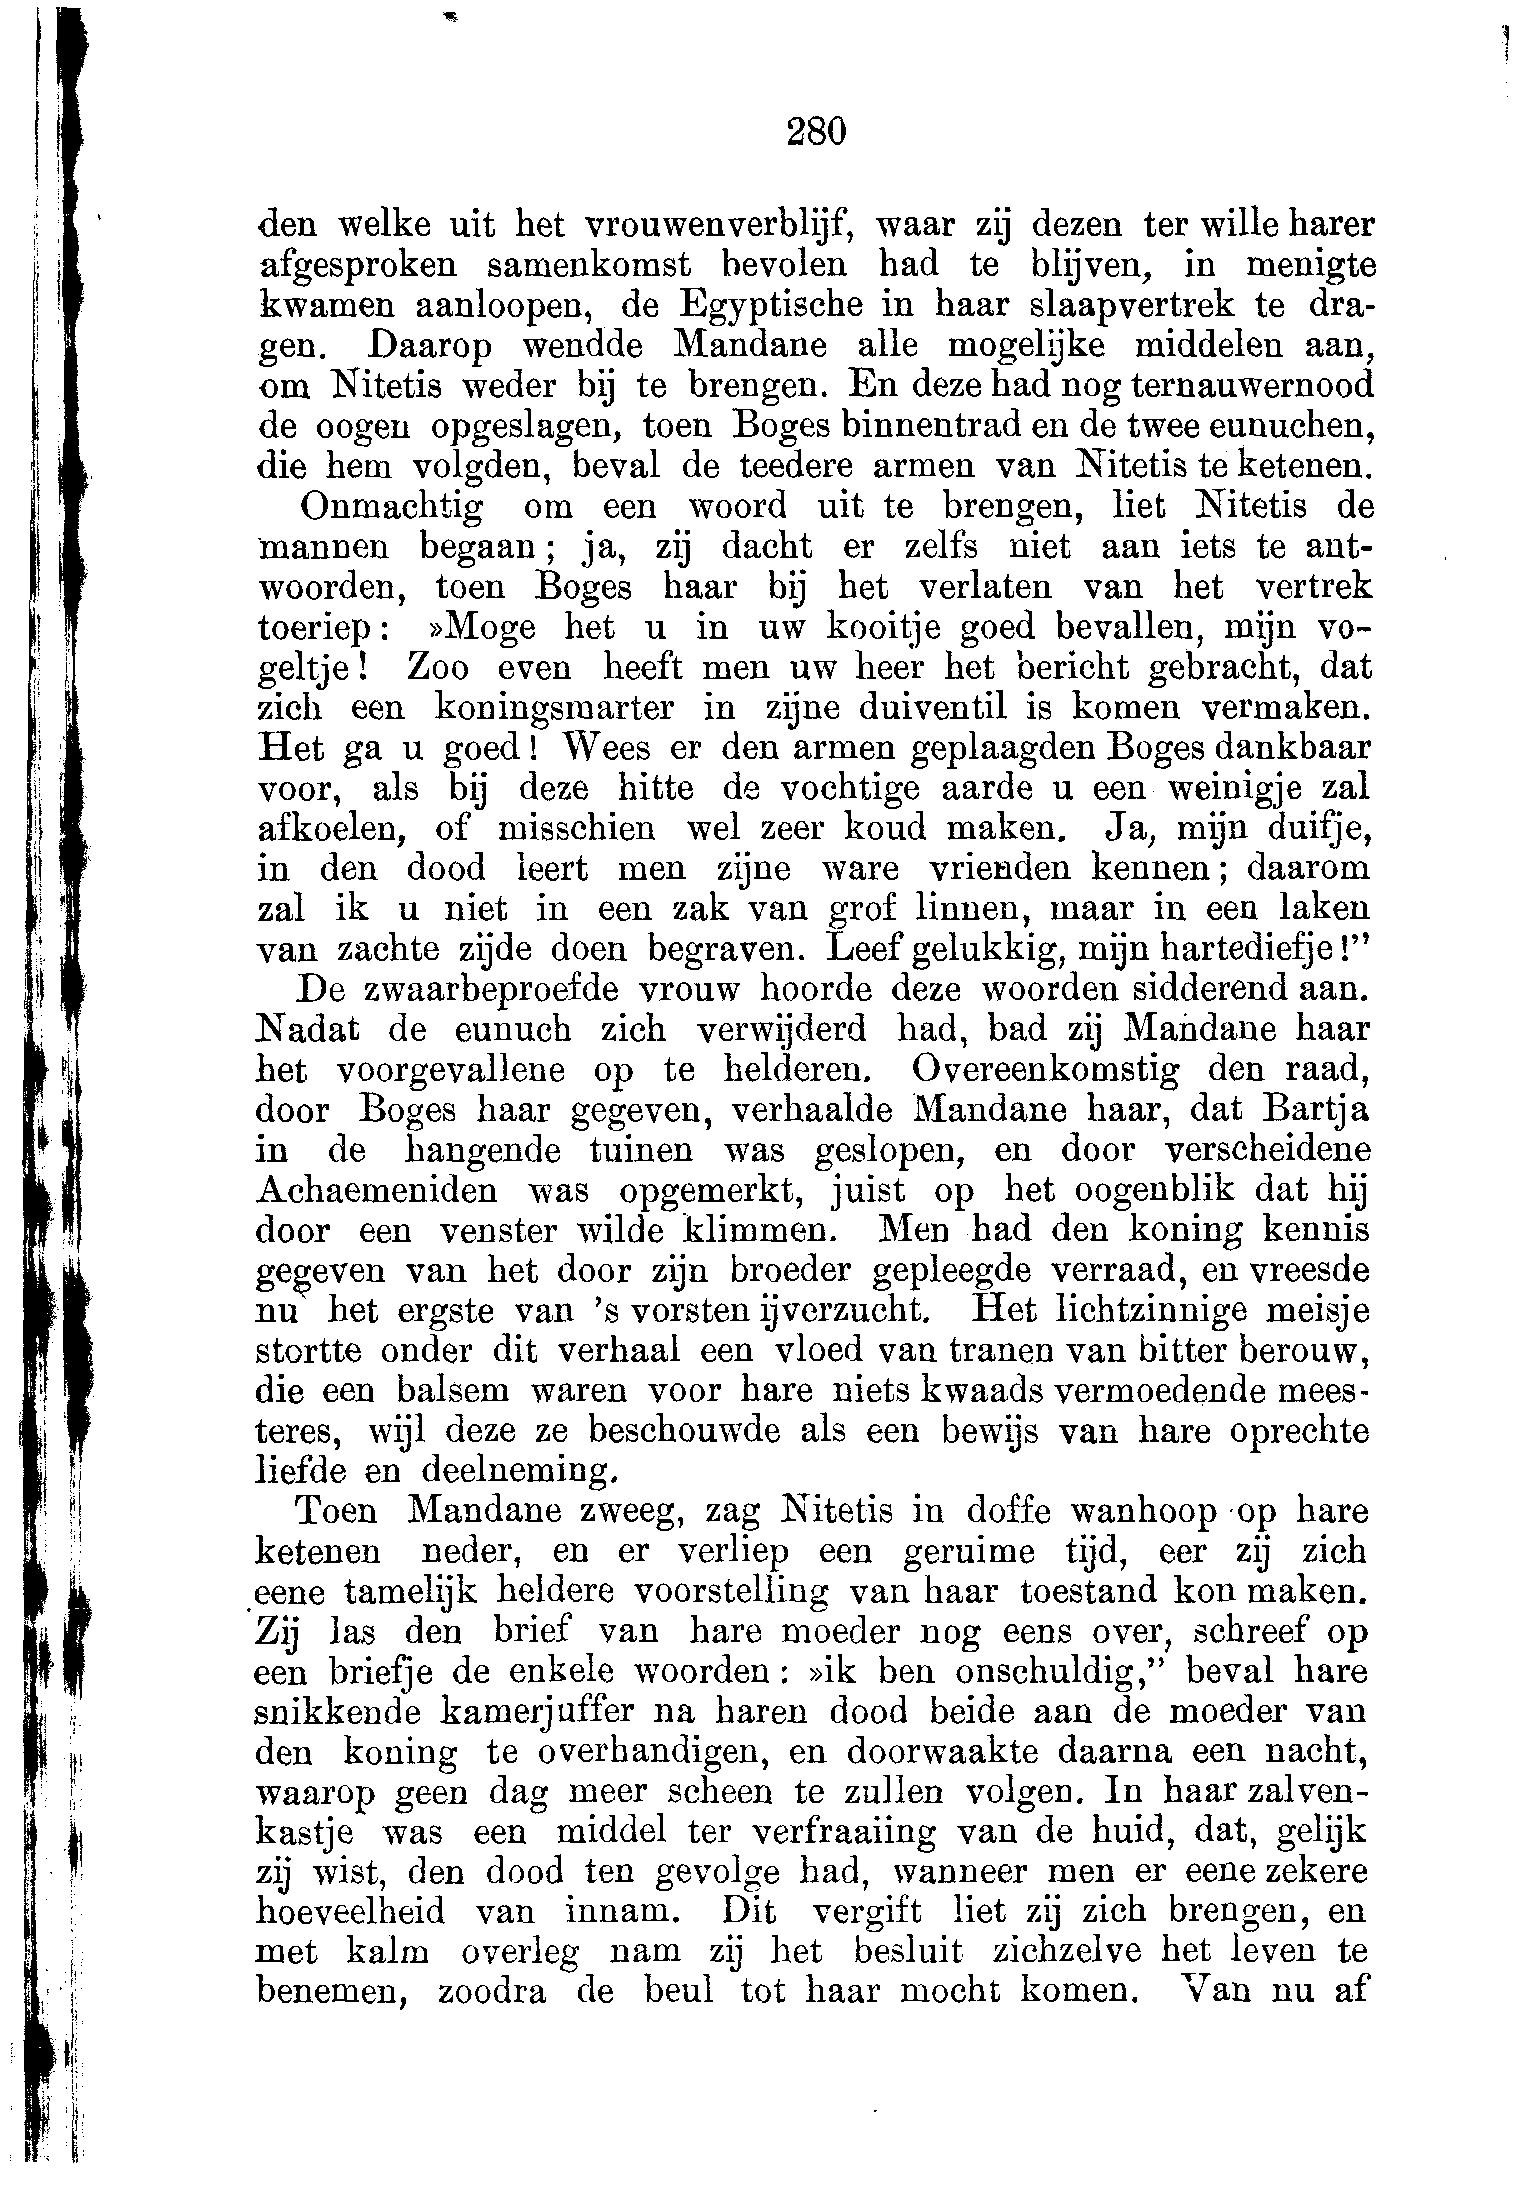 280
den welke uit het vrouwenverblijf, waar zij dezen ter wille harer
afgesproken samenkomst bevolen had te blijven, in menigte
kwamen aanloopen, de Egyptische in haar slaapvertrek te dra-
gen. Daarop wendde Mandane alle mogelijke middelen aan,
om Nitetis weder bij te brengen. En deze had nog ternauwernood
de oogen opgeslagen, toen Boges binnentrad en de twee eunuchen,
die hem volgden, beval de teedere armen van Nitetis te ketenen.
Onmachtig om een woord uit te brengen, liet Nitetis de
mannen begaan; ja, zij dacht er zelfs niet aan iets te ant-
woorden, toen Boges haar bij het verlaten van het vertrek
toeriep: »Moge het u in uw kooitje goed bevallen, mijn vo-
geltje! Zoo even heeft men uw heer het bericht gebracht, dat
zich een koningsmarter in zijne duiventil is komen vermaken.
Het ga u goed! Wees er den armen geplaagden Boges dankbaar
voor, als bij deze hitte de vochtige aarde u een weinigje zal
afkoelen, of misschien wel zeer koud maken. Ja, mijn duifje,
in den dood leert men zijne ware vrienden kennen; daarom
zal ik u niet in een zak van grof linnen, maar in een laken
van zachte zijde doen begraven. Leef gelukkig, mijn hartediefje!”
De zwaarbeproefde vrouw hoorde deze woorden sidderend aan.
Nadat de eunuch zich verwijderd had, bad zij Mandane haar
het voorgevallene op te helderen. Overeenkomstig den raad,
door Boges haar gegeven, verhaalde Mandane haar, dat Bartja
in de hangende tuinen was geslopen, en door verscheidene
Achaemeniden was opgemerkt, juist op het oogenblik dat hij
door een venster wilde klimmen. Men had den koning kennis
gegeven van het door zijn broeder gepleegde verraad, en vreesde
nu het ergste van 's vorsten ijverzucht. Het lichtzinnige meisje
stortte onder dit verhaal een vloed van tranen van bitter berouw,
die een balsem waren voor hare niets kwaads vermoedende mees-
teres, wijl deze ze beschouwde als een bewijs van hare oprechte
liefde en deelneming.
Toen Mandane zweeg, zag Nitetis in doffe wanhoop op hare
ketenen neder, en er verliep een geruime tijd, eer zij zich
eene tamelijk heldere voorstelling van haar toestand kon maken.
Zij las den brief van hare moeder nog eens over, schreef op
een briefje de enkele woorden: »ik ben onschuldig,” beval hare
snikkende kamerjuffer na haren dood beide aan de moeder van
den koning te overhandigen, en doorwaakte daarna een nacht,
waarop geen dag meer scheen te zullen volgen. In haar zalven-
kastje was een middel ter verfraaiing van de huid, dat, gelijk
zij wist, den dood ten gevolge had, wanneer men er eene zekere
hoeveelheid van innam. Dit vergift liet zij zich brengen, en
met kalm overleg nam zij het besluit zichzelve het leven te
benemen, zoodra de beul tot haar mocht komen. Van nu af